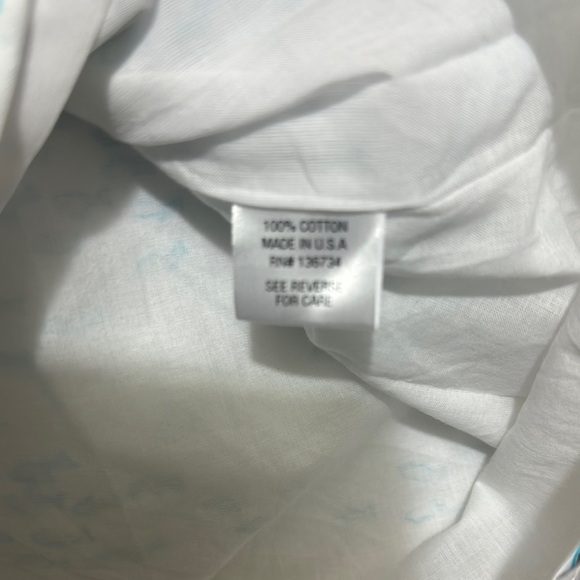 100% COTTON
MADE IN U.S.A
RN# 136734
SEE REVERSE
FOR CARE